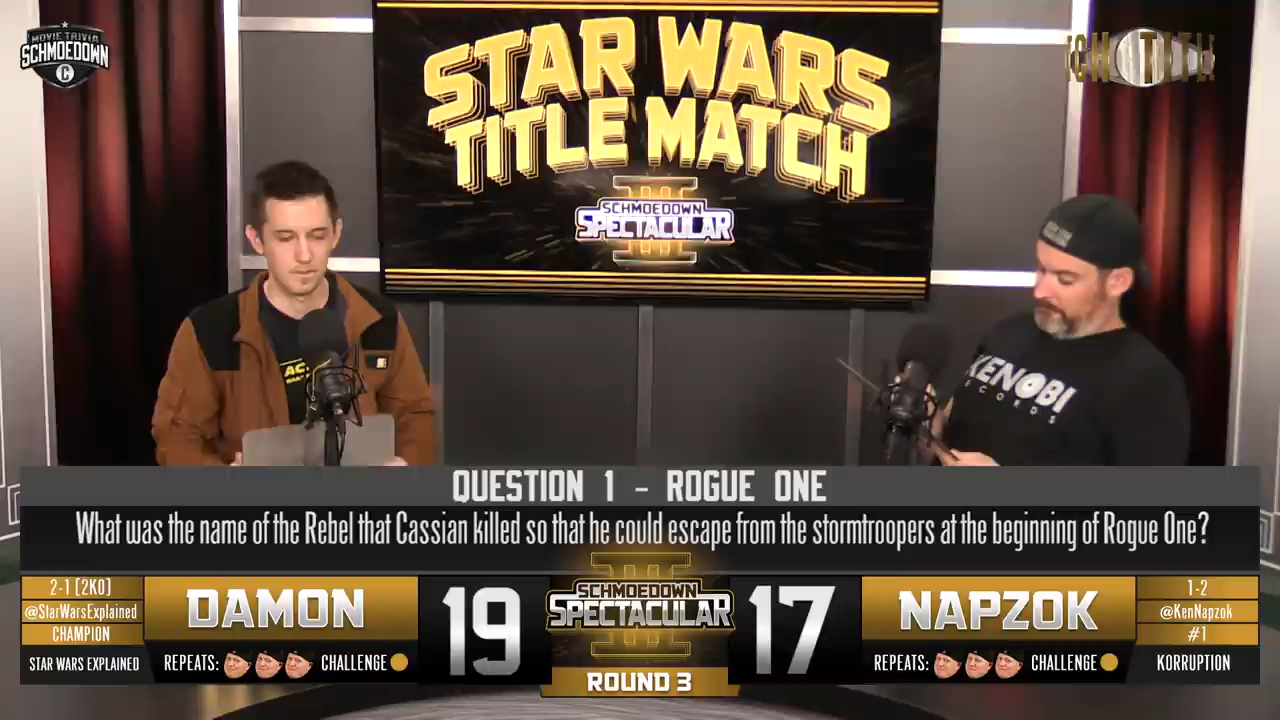 MOVIE TRIVIA
SCHMOEDOWN
C
STAR WARS
TITLE MATCH
III
SCHMOEDOWN
SPECTACULAR
KENOBI
QUESTION 1 - ROGUE ONE
What was the name of the Rebel that Cassian killed so that he could escape from the stormtroopers at the beginning of Rogue One?
2-1 [2KO]
@StarWarsExplained
CHAMPION
STAR WARS EXPLAINED
DAMON
REPEATS:
CHALLENGE
19
III
SCHMOEDOWN
SPECTACULAR
ROUND 3
17
NAPZOK
REPEATS:
CHALLENGE
1-2
@KenNapzok
#1
KORRUPTION